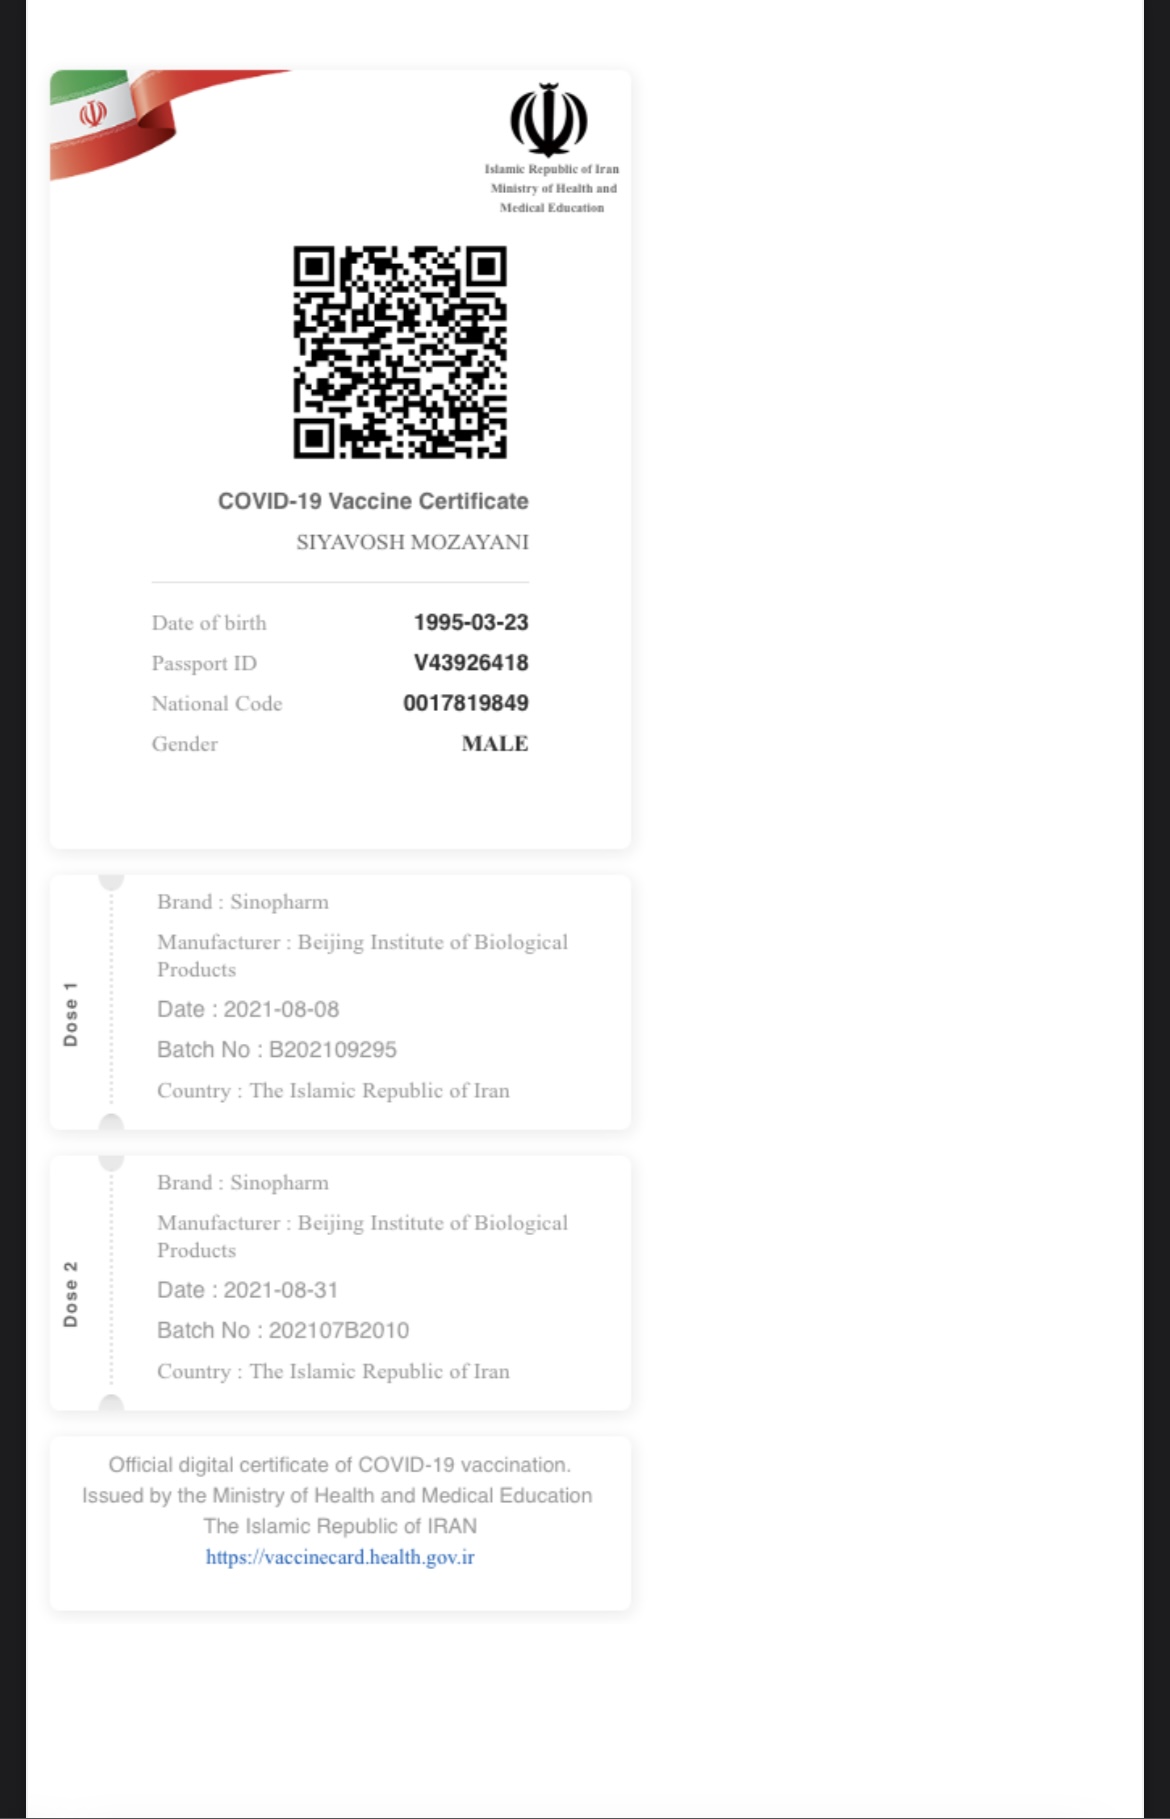 Islamic Republic of Iran
Ministry of Health and
Medical Education
COVID-19 Vaccine Certificate
SIYAVOSH MOZAYANI
Date of birth 1995-03-23
Passport ID V43926418
National Code 0017819849
Gender MALE
Dose 1
Brand : Sinopharm
Manufacturer : Beijing Institute of Biological
Products
Date : 2021-08-08
Batch No : B202109295
Country : The Islamic Republic of Iran
Dose 2
Brand : Sinopharm
Manufacturer : Beijing Institute of Biological
Products
Date : 2021-08-31
Batch No : 202107B2010
Country : The Islamic Republic of Iran
Official digital certificate of COVID-19 vaccination.
Issued by the Ministry of Health and Medical Education
The Islamic Republic of IRAN
https://vaccinecard.health.gov.ir